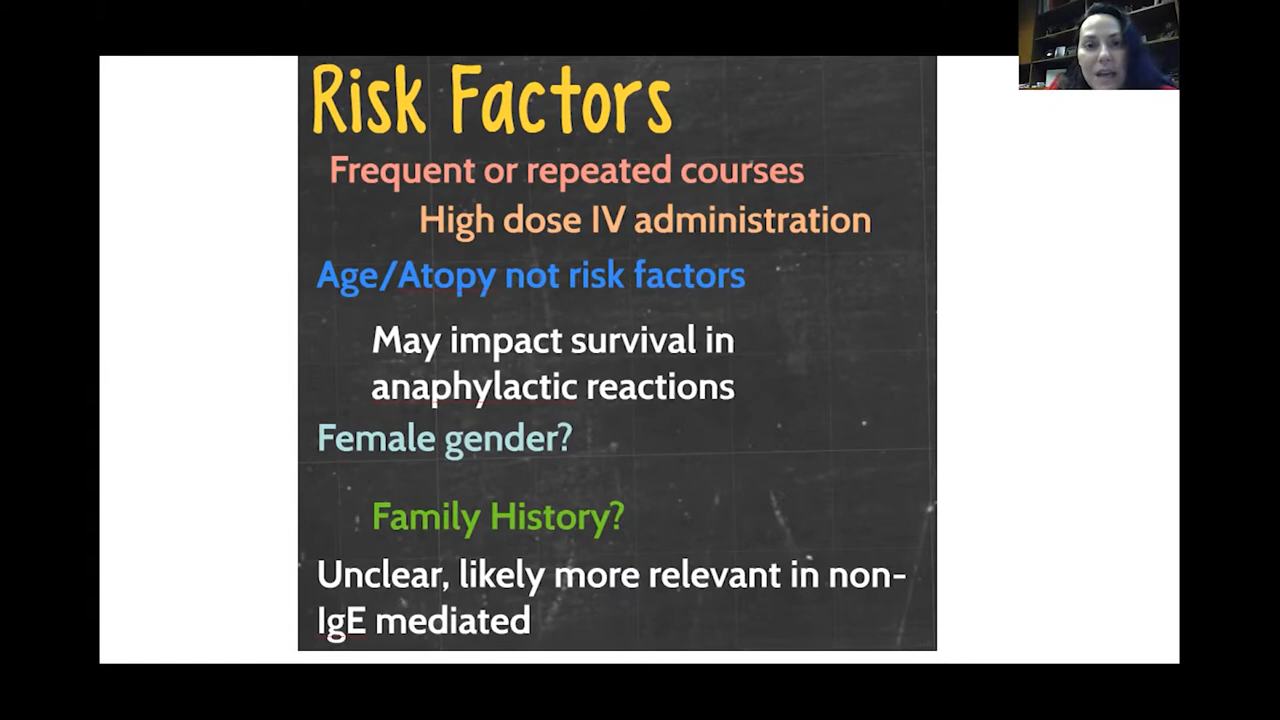 Risk Factors
Frequent or repeated courses
High dose IV administration
Age/Atopy not risk factors
May impact survival in
anaphylactic reactions
Female gender?
Family History?
Unclear, likely more relevant in non-
IgE mediated